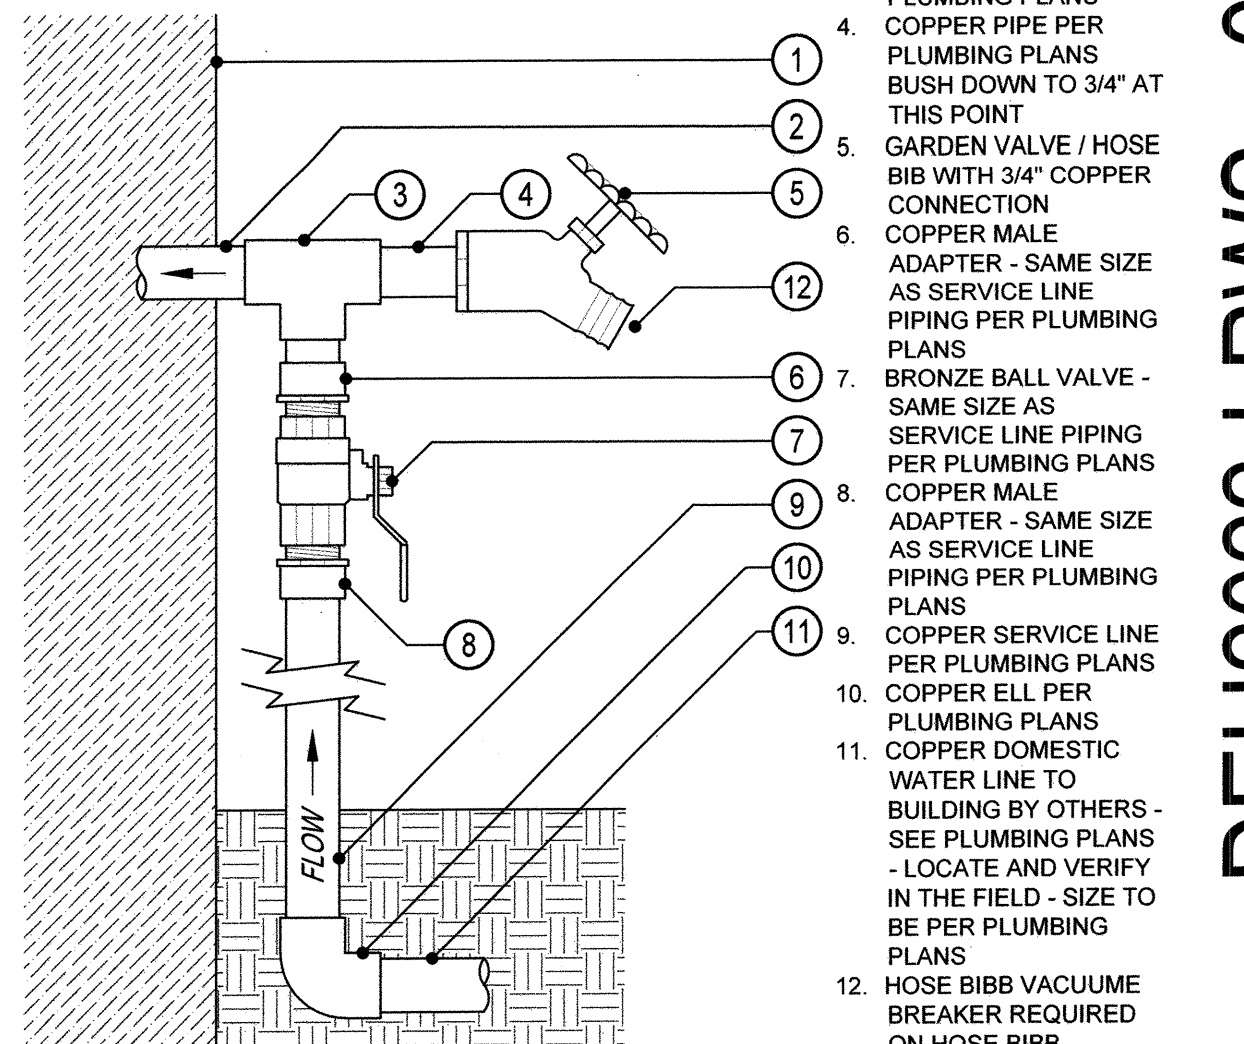 PLUMBING PLANS
4. COPPER PIPE PER
PLUMBING PLANS
BUSH DOWN TO 3/4" AT
THIS POINT
5. GARDEN VALVE / HOSE
BIB WITH 3/4" COPPER
CONNECTION
6. COPPER MALE
ADAPTER - SAME SIZE
AS SERVICE LINE
PIPING PER PLUMBING
PLANS
7. BRONZE BALL VALVE -
SAME SIZE AS
SERVICE LINE PIPING
PER PLUMBING PLANS
8. COPPER MALE
ADAPTER - SAME SIZE
AS SERVICE LINE
PIPING PER PLUMBING
PLANS
9. COPPER SERVICE LINE
PER PLUMBING PLANS
10. COPPER ELL PER
PLUMBING PLANS
11. COPPER DOMESTIC
WATER LINE TO
BUILDING BY OTHERS -
SEE PLUMBING PLANS
- LOCATE AND VERIFY
IN THE FIELD - SIZE TO
BE PER PLUMBING
PLANS
12. HOSE BIBB VACUUME
BREAKER REQUIRED
ON HOSE BIBB
1
2
3
4
5
12
6
7
9
10
11
8
FLOW